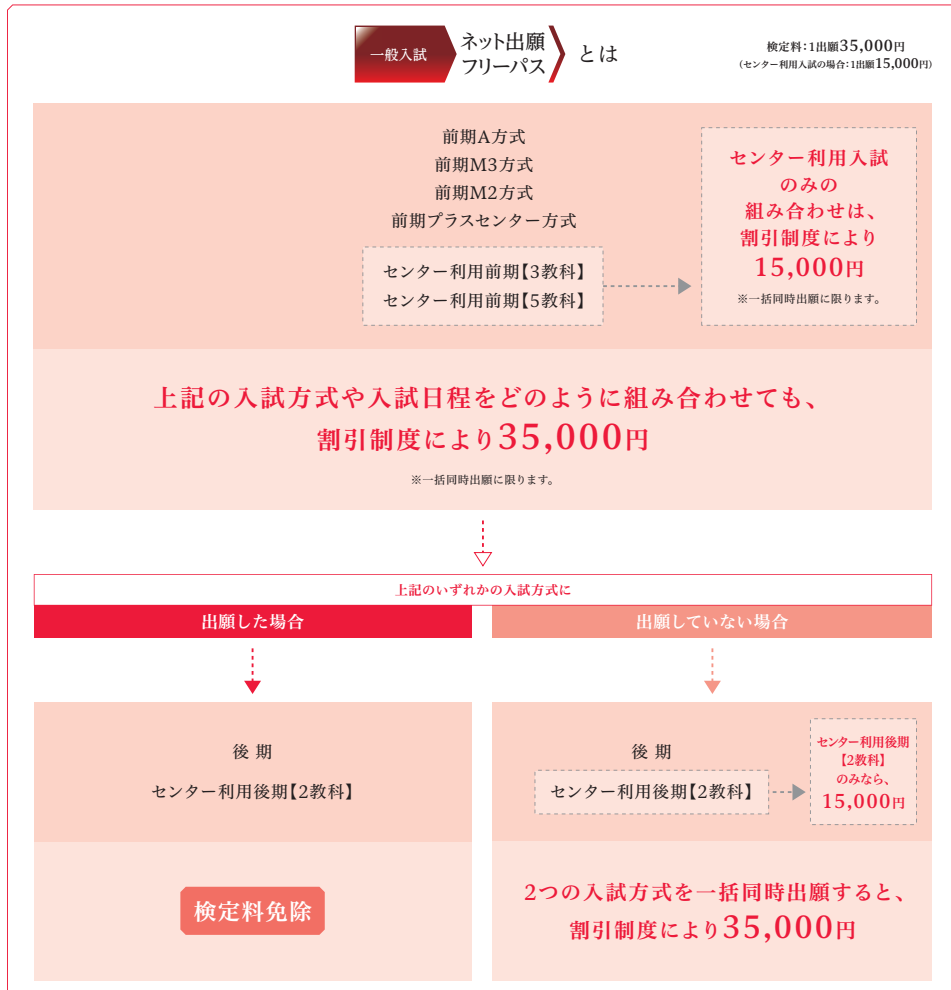 一般入試
ネット出願
フリーパス
とは
検定料:1出願35,000円
(センター利用入試の場合:1出願15,000円)
前期A方式
前期M3方式
前期M2方式
前期プラスセンター方式
センター利用前期【3教科】
センター利用前期【5教科】
センター利用入試
のみの
組み合わせは、
割引制度により
15,000円
※一括同時出願に限ります。
上記の入試方式や入試日程をどのように組み合わせても、
割引制度により35,000円
※一括同時出願に限ります。
上記のいずれかの入試方式に
出願した場合
出願していない場合
後 期
センター利用後期【2教科】
検定料免除
後 期
センター利用後期【2教科】
センター利用後期
【2教科】
のみなら、
15,000円
2つの入試方式を一括同時出願すると、
割引制度により35,000円